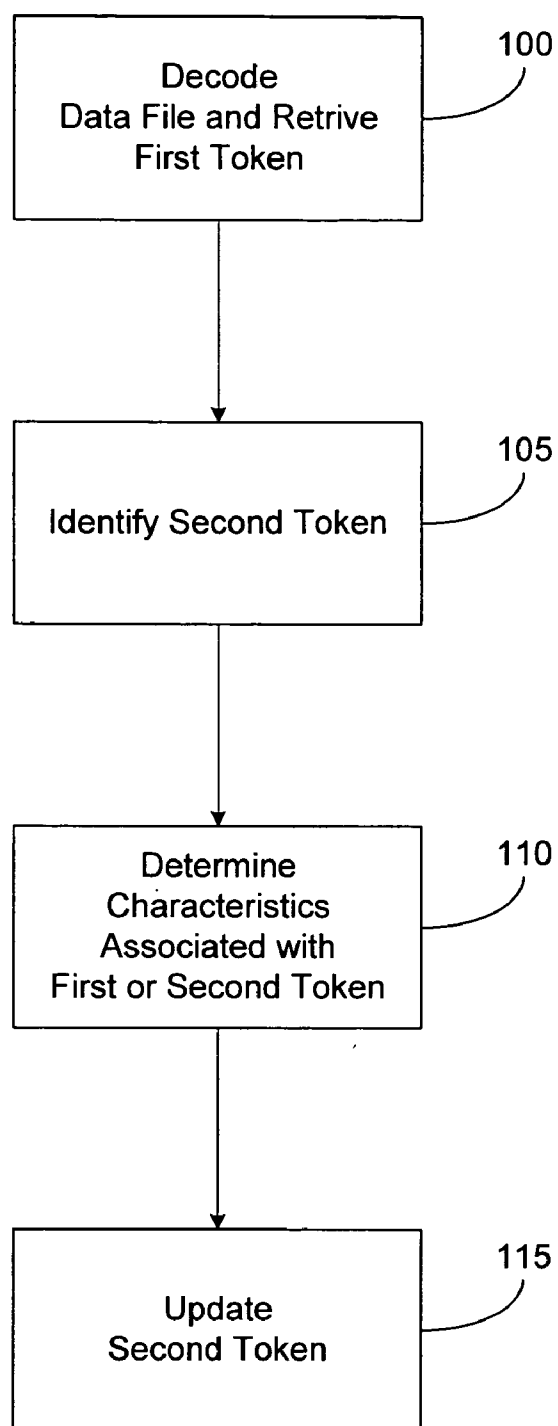 100
Decode
Data File and Retrive
First Token
105
Identify Second Token
110
Determine
Characteristics
Associated with
First or Second Token
115
Update
Second Token